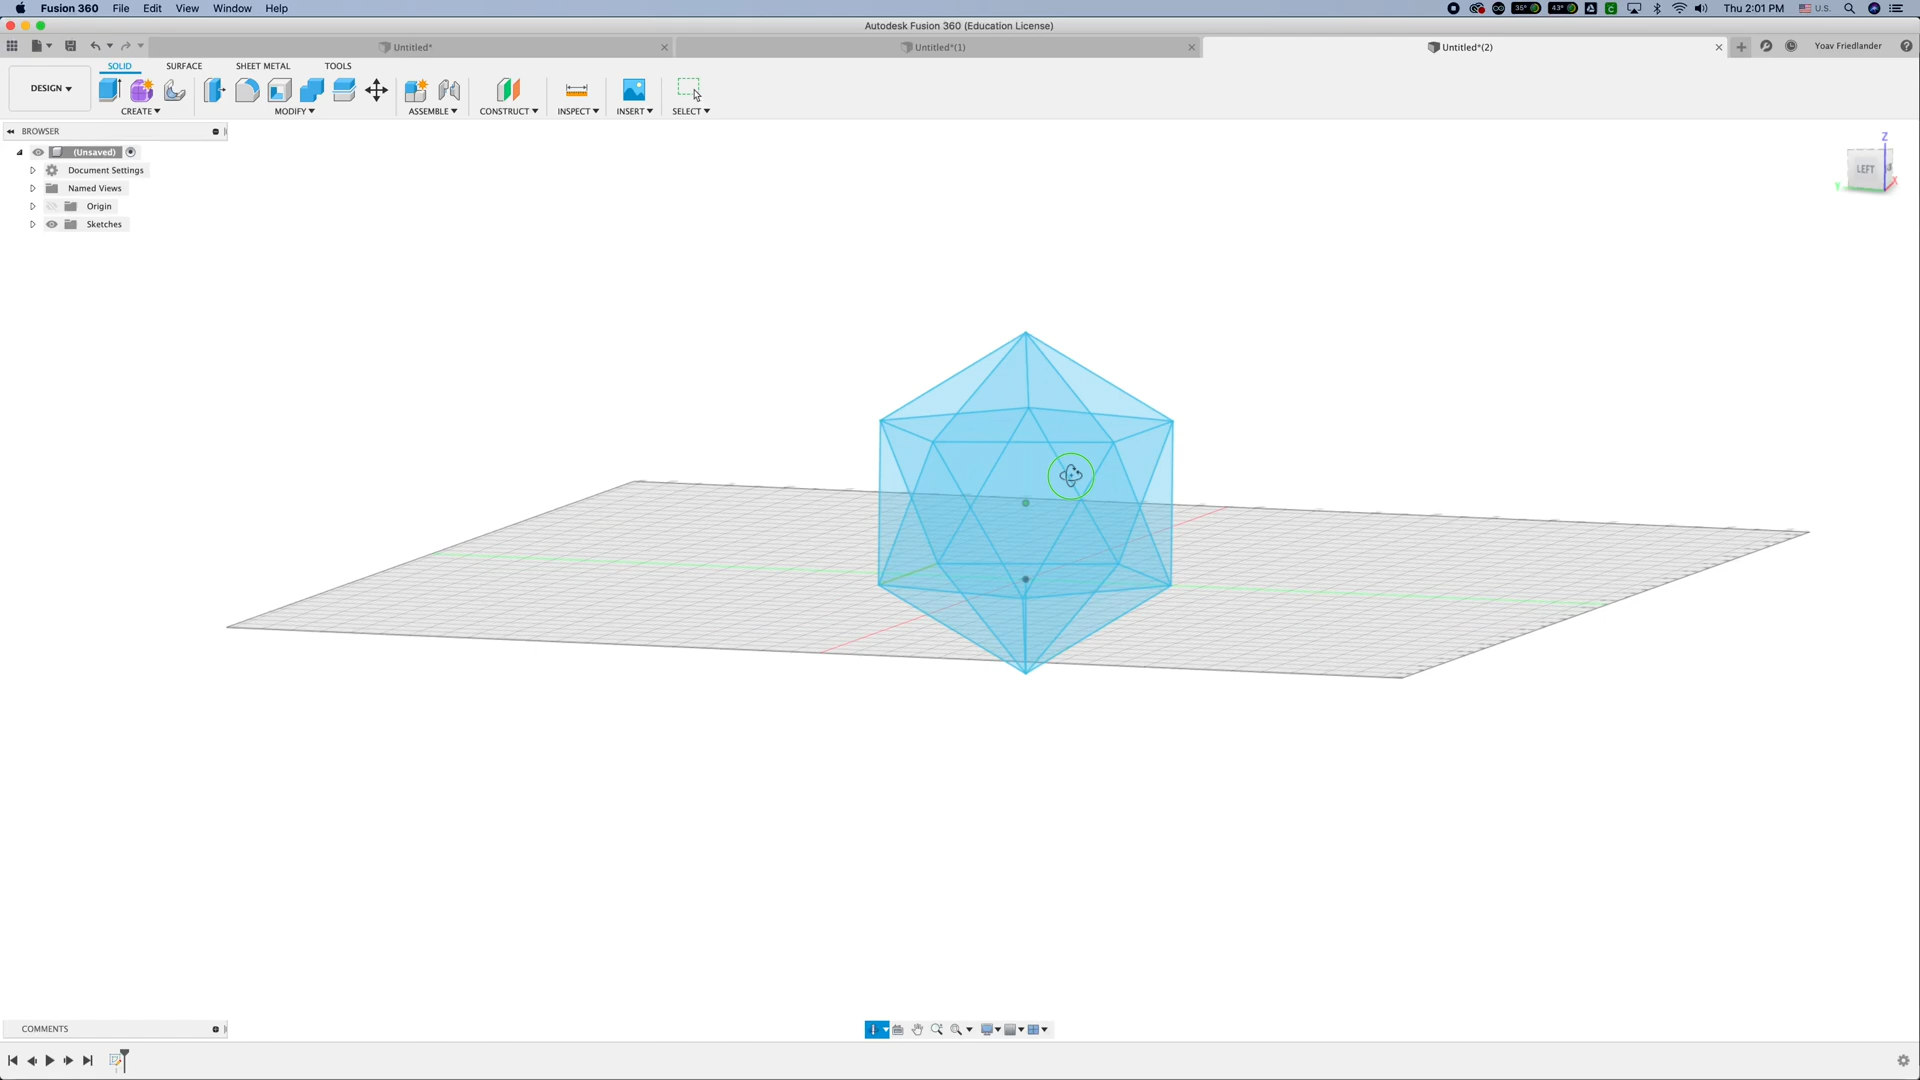 Fusion 360 File Edit View Window Help 35° 43° Thu 2:01 PM U.S.
Autodesk Fusion 360 (Education License)
Untitled* Untitled*(1) Untitled*(2) Yoav Friedlander
DESIGN SOLID SURFACE SHEET METAL TOOLS
CREATE MODIFY ASSEMBLE CONSTRUCT INSPECT INSERT SELECT
BROWSER
(Unsaved)
Document Settings
Named Views
Origin
Sketches
Z
LEFT
Y X
COMMENTS